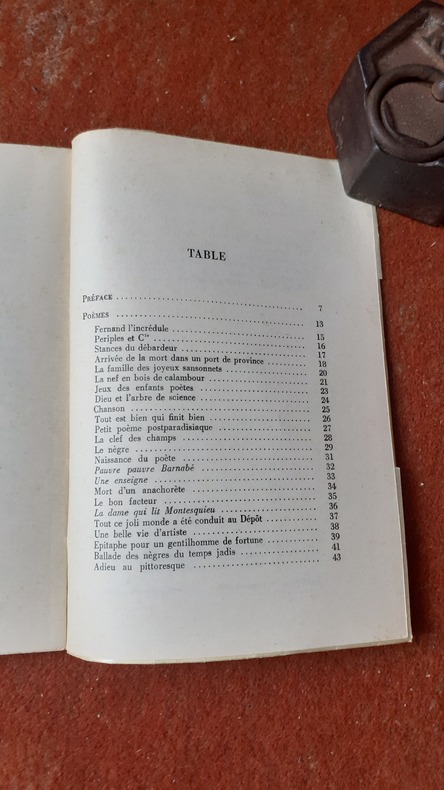 TABLE
PRÉFACE .............................. 7
POÈMES .............................. 13
Fernand l'incrédule .............................. 15
Periples et Cie .............................. 16
Stances du débardeur .............................. 17
Arrivée de la mort dans un port de province .......... 18
La famille des joyeux sansonnets .................... 20
La nef en bois de calambour .................... 21
Jeux des enfants poètes .................... 23
Dieu et l'arbre de science .................... 24
Chanson .............................. 25
Tout est bien qui finit bien .................... 26
Petit poème postparadisiaque .................... 27
La clef des champs .................... 28
Le nègre .............................. 29
Naissance du poète .................... 31
Pauvre pauvre Barnabé .................... 32
Une enseigne .............................. 33
Mort d'un anachorète .................... 34
Le bon facteur .............................. 35
La dame qui lit Montesquieu .................... 36
Tout ce joli monde a été conduit au Dépôt .......... 37
Une belle vie d'artiste .................... 38
Epitaphe pour un gentilhomme de fortune .......... 39
Ballade des nègres du temps jadis .................... 41
Adieu au pittoresque .................... 43